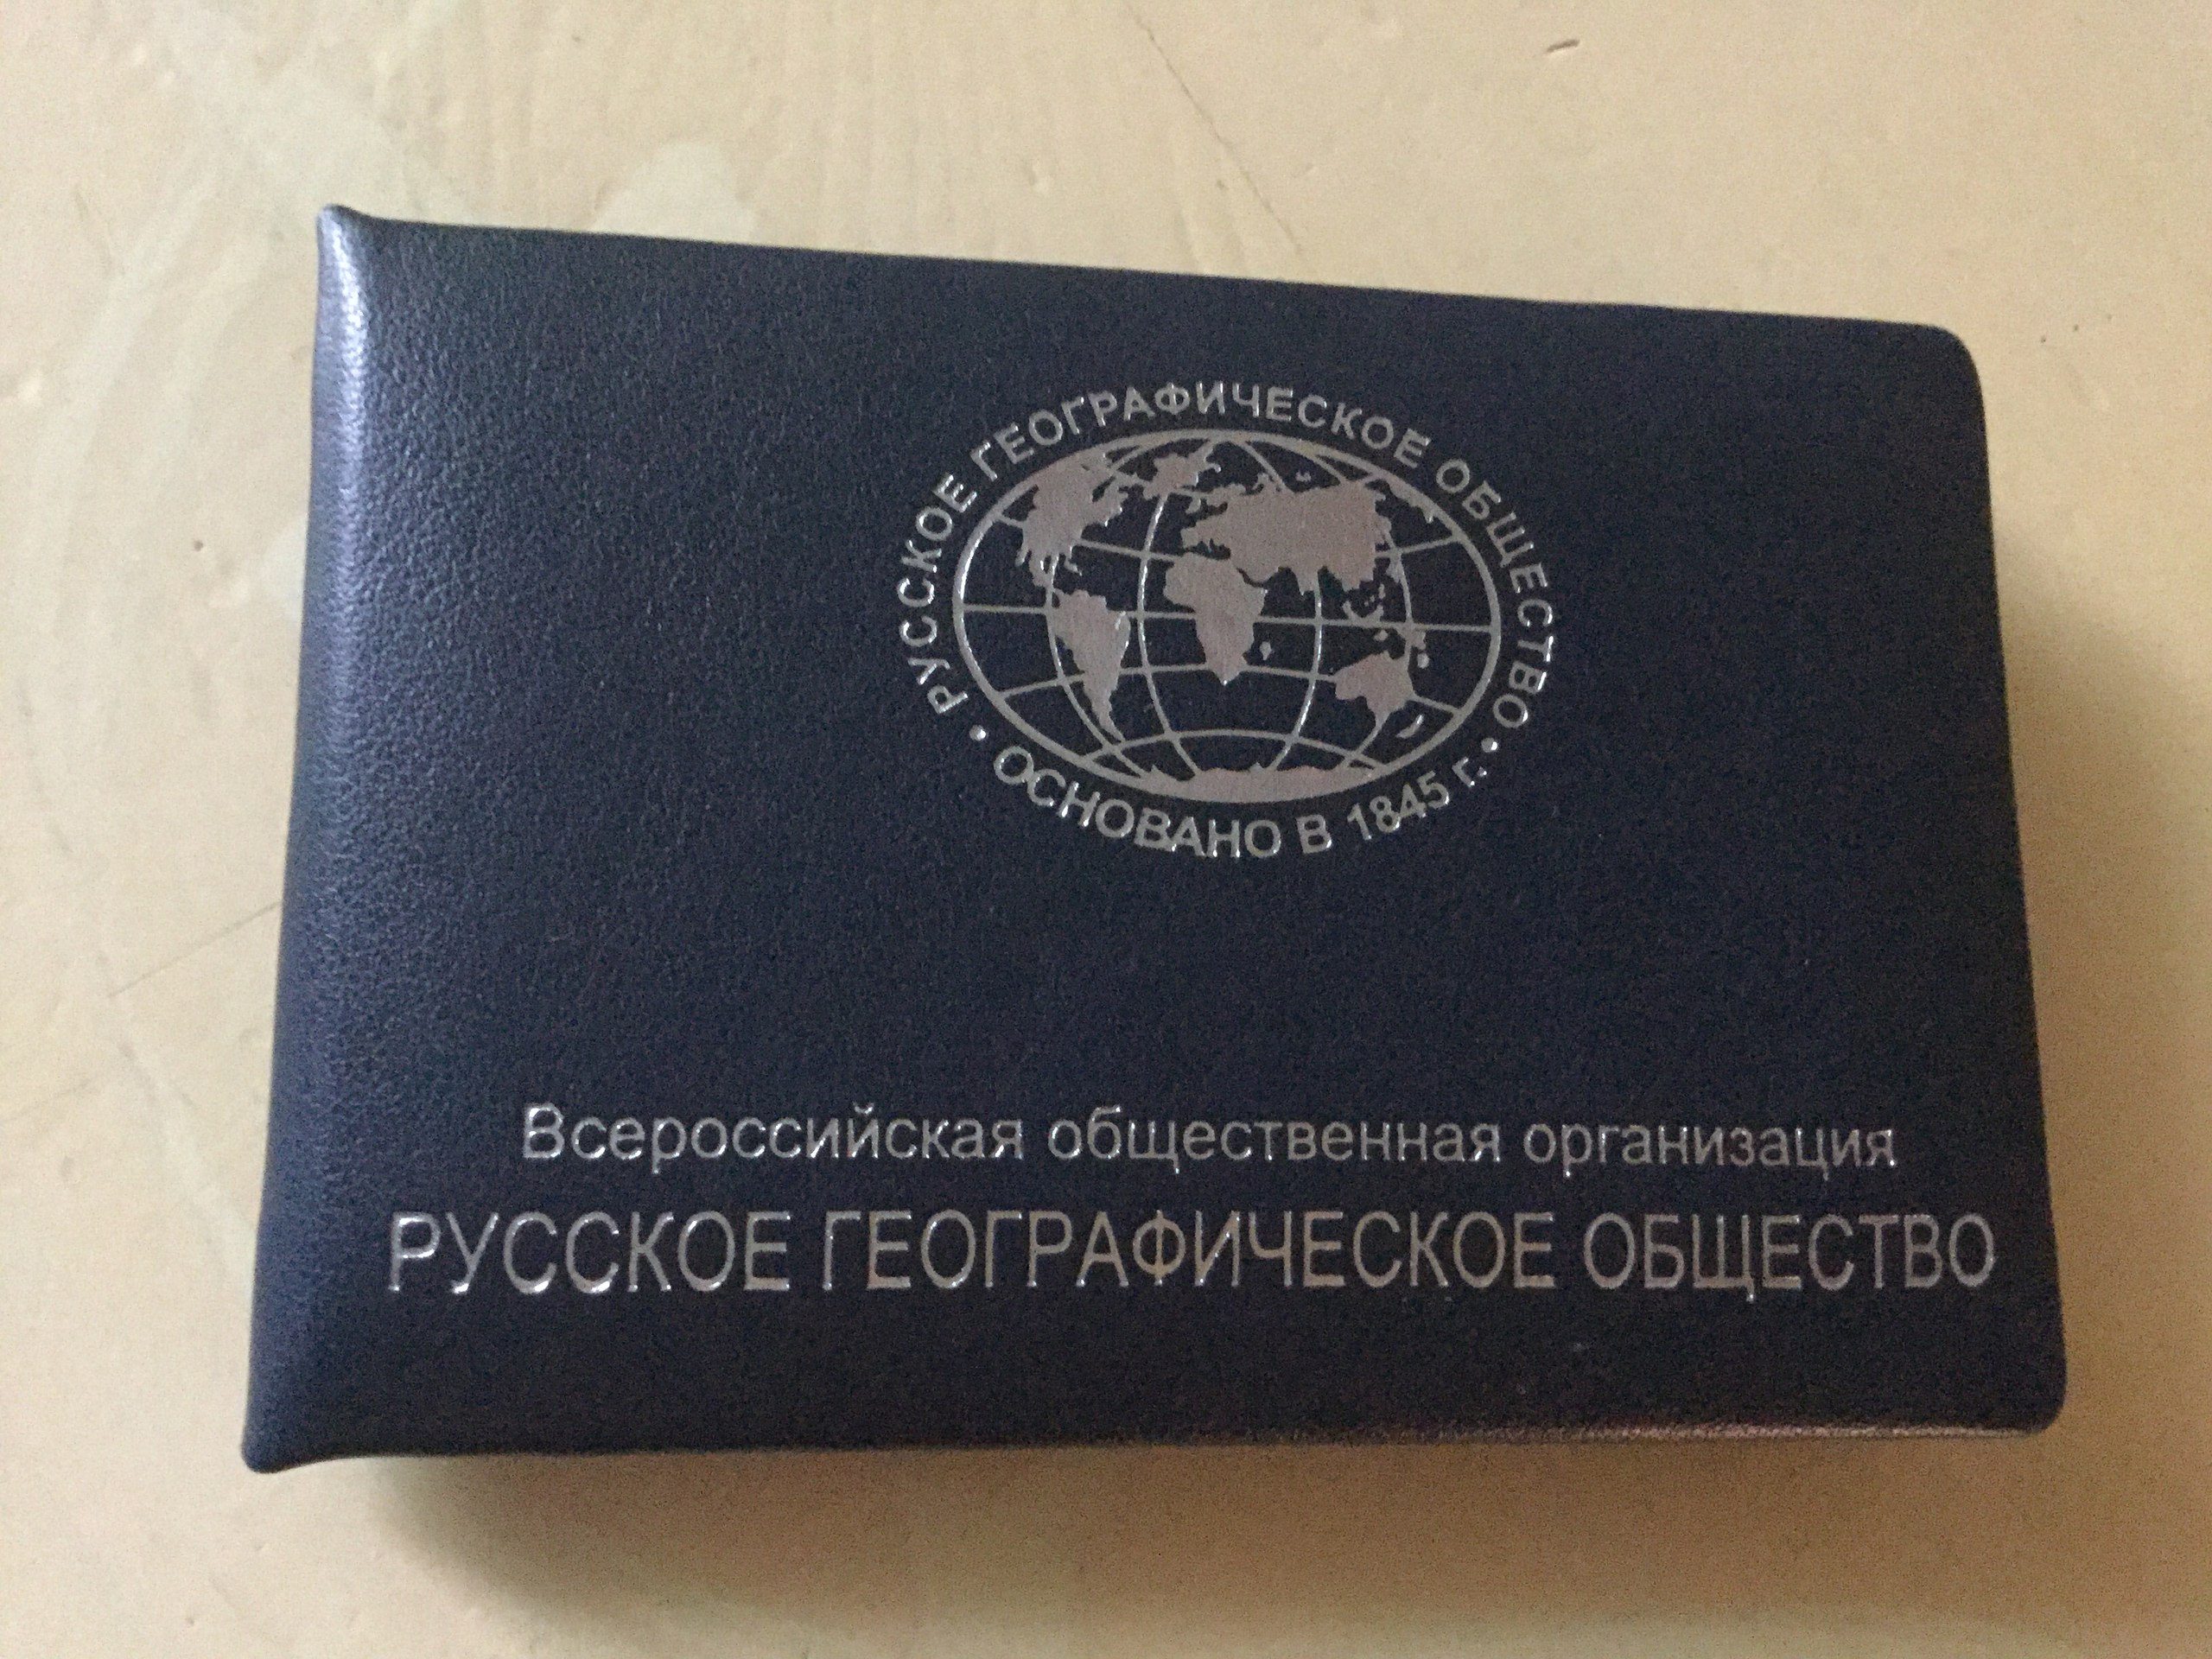 • РУССКОЕ ГЕОГРАФИЧЕСКОЕ ОБЩЕСТВО •
ОСНОВАНО В 1845 г.
Всероссийская общественная организация
РУССКОЕ ГЕОГРАФИЧЕСКОЕ ОБЩЕСТВО